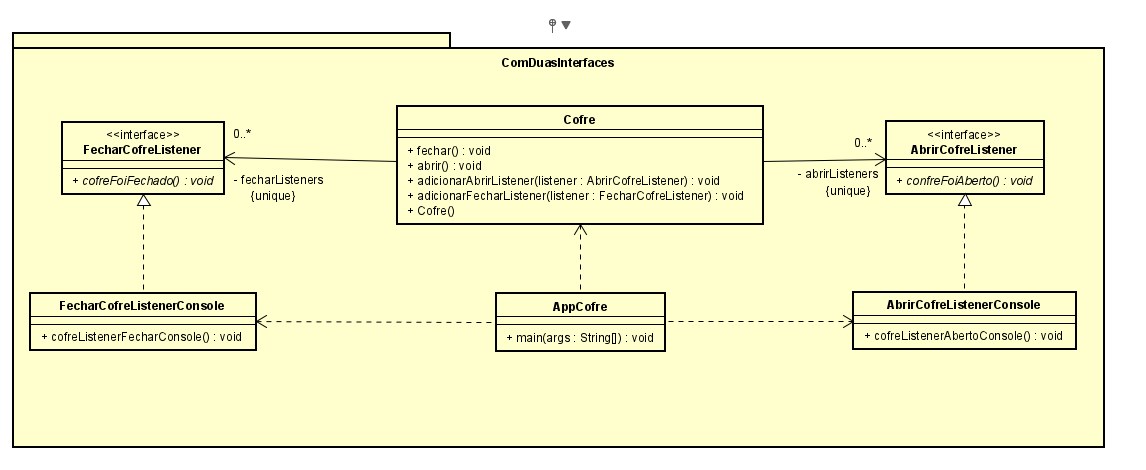 ComDuasInterfaces
<<interface>>
FecharCofreListener
+ cofreFoiFechado() : void
0..*
- fecharListeners
{unique}
Cofre
+ fechar() : void
+ abrir() : void
+ adicionarAbrirListener(listener : AbrirCofreListener) : void
+ adicionarFecharListener(listener : FecharCofreListener) : void
+ Cofre()
0..*
- abrirListeners
{unique}
<<interface>>
AbrirCofreListener
+ confreFoiAberto() : void
FecharCofreListenerConsole
+ cofreListenerFecharConsole() : void
AppCofre
+ main(args : String[]) : void
AbrirCofreListenerConsole
+ cofreListenerAbertoConsole() : void